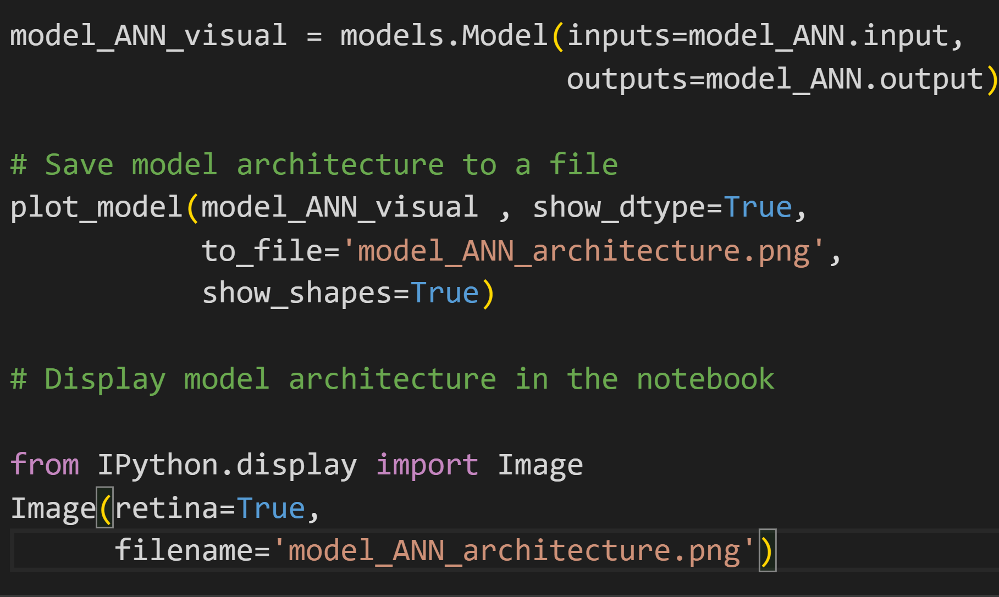 model_ANN_visual = models.Model(inputs=model_ANN.input,
                                outputs=model_ANN.output)
# Save model architecture to a file
plot_model(model_ANN_visual , show_dtype=True,
           to_file='model_ANN_architecture.png',
           show_shapes=True)
# Display model architecture in the notebook
from IPython.display import Image
Image(retina=True,
      filename='model_ANN_architecture.png')